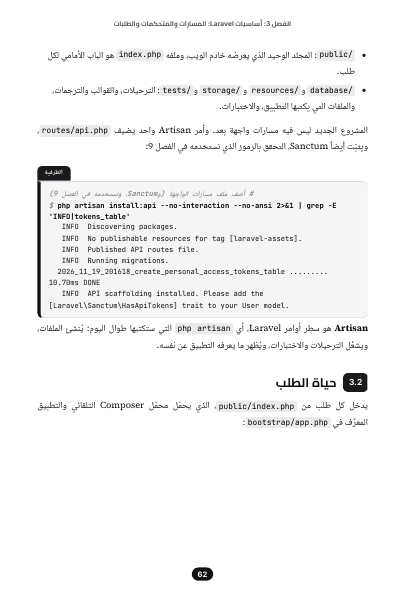 الفصل 3: أساسيات Laravel: المسارات والمتحكمات والطلبات
• public/: المجلد الوحيد الذي يعرضه خادم الويب، وملفه index.php هو الباب الأمامي لكل
طلب.
• database/ و resources/ و storage/ و tests/: الترحيلات، والقوالب والترجمات،
والملفات التي يكتبها التطبيق، والاختبارات.
المشروع الجديد ليس فيه مسارات واجهة بعد. وأمر Artisan واحد يضيف routes/api.php،
ويثبّت أيضاً Sanctum، التحقق بالرموز الذي نستخدمه في الفصل 9:
الطرفية
# أضف ملف مسارات الواجهة (وSanctum، وسنستخدمه في الفصل 9)
$ php artisan install:api --no-interaction --no-ansi 2>&1 | grep -E
'INFO|tokens_table'
INFO Discovering packages.
INFO No publishable resources for tag [laravel-assets].
INFO Published API routes file.
INFO Running migrations.
2026_11_19_201618_create_personal_access_tokens_table .........
10.70ms DONE
INFO API scaffolding installed. Please add the
[Laravel\Sanctum\HasApiTokens] trait to your User model.
Artisan هو سطر أوامر Laravel، أي php artisan التي ستكتبها طوال اليوم: يُنشئ الملفات،
ويشغّل الترحيلات والاختبارات، ويُظهر ما يعرفه التطبيق عن نفسه.
3.2 حياة الطلب
يدخل كل طلب من public/index.php، الذي يحمّل محمّل Composer التلقائي والتطبيق
المعرَّف في bootstrap/app.php:
62